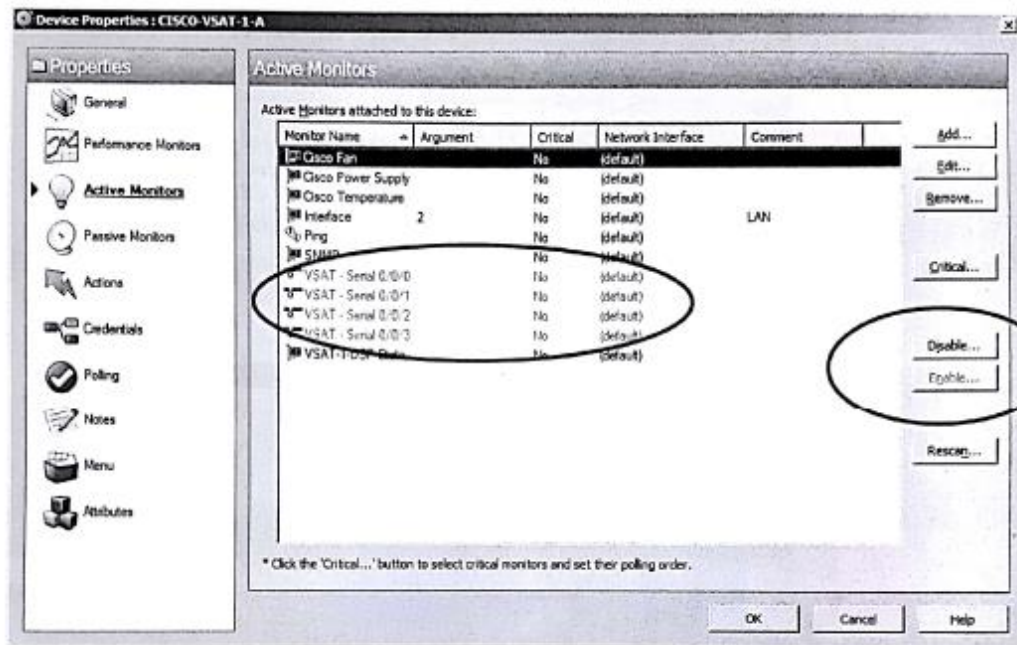 Device Properties : CISCO-VSAT-1-A
Properties
General
Performance Monitors
Active Monitors
Passive Monitors
Actions
Credentials
Polling
Notes
Menu
Attributes
Active Monitors
Active Monitors attached to this device:
Monitor Name Argument Critical Network Interface Comment
Cisco Fan No (default)
Cisco Power Supply No (default)
Cisco Temperature No (default)
Interface 2 No (default) LAN
Ping No (default)
SNMP No (default)
VSAT - Serial 0/0/0 No (default)
VSAT - Serial 0/0/1 No (default)
VSAT - Serial 0/0/2 No (default)
VSAT - Serial 0/0/3 No (default)
VSAT-1-DSP No (default)
Add...
Edit...
Remove...
Critical...
Disable...
Enable...
Rescan...
* Click the 'Critical...' button to select critical monitors and set their polling order.
OK Cancel Help